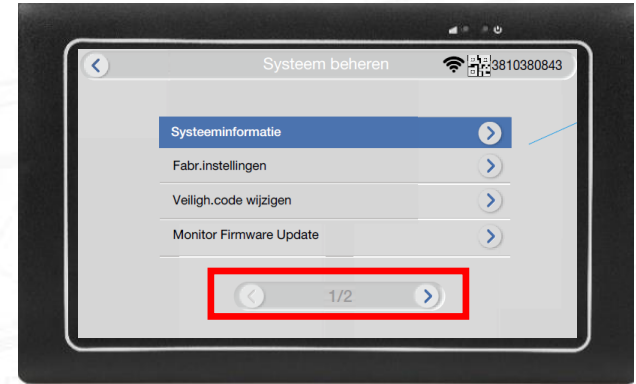 Systeem beheren
3810380843
Systeeminformatie
Fabr.instellingen
Veiligh.code wijzigen
Monitor Firmware Update
1/2